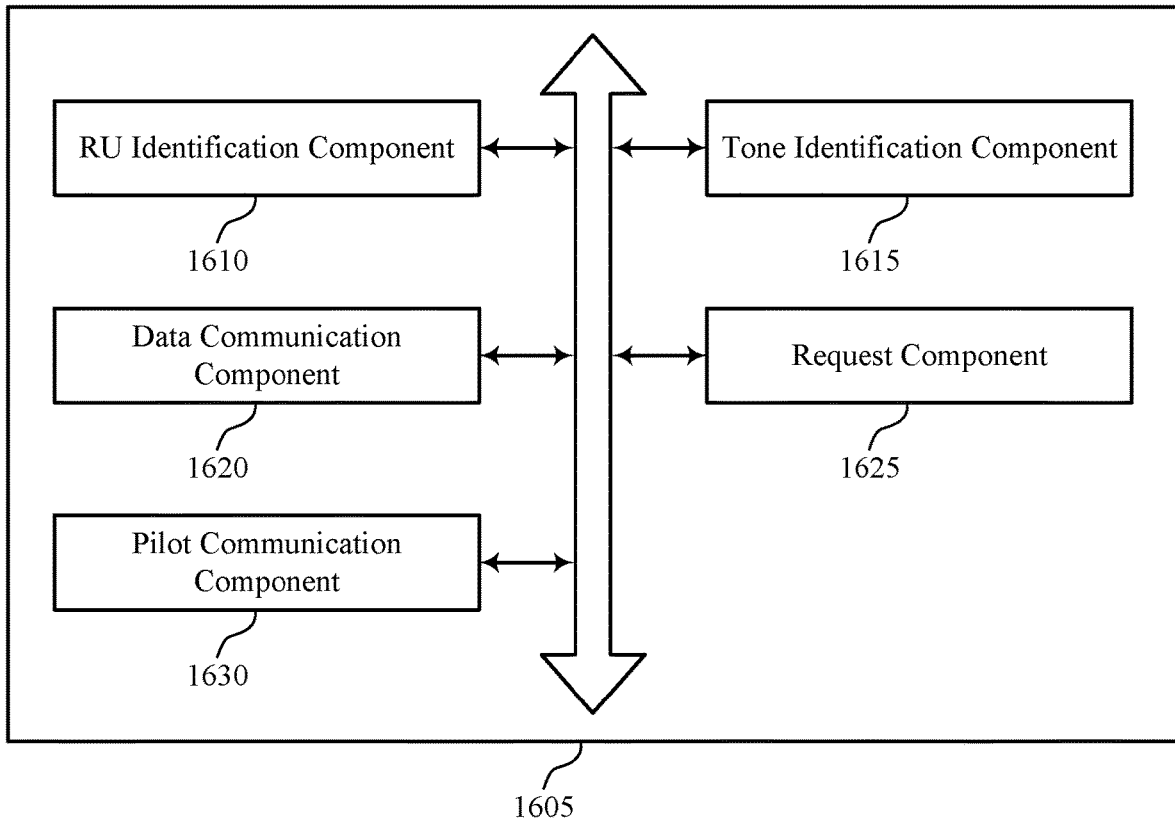 RU Identification Component
Tone Identification Component
1610
1615
Data Communication
Component
Request Component
1620
1625
Pilot Communication
Component
1630
1605